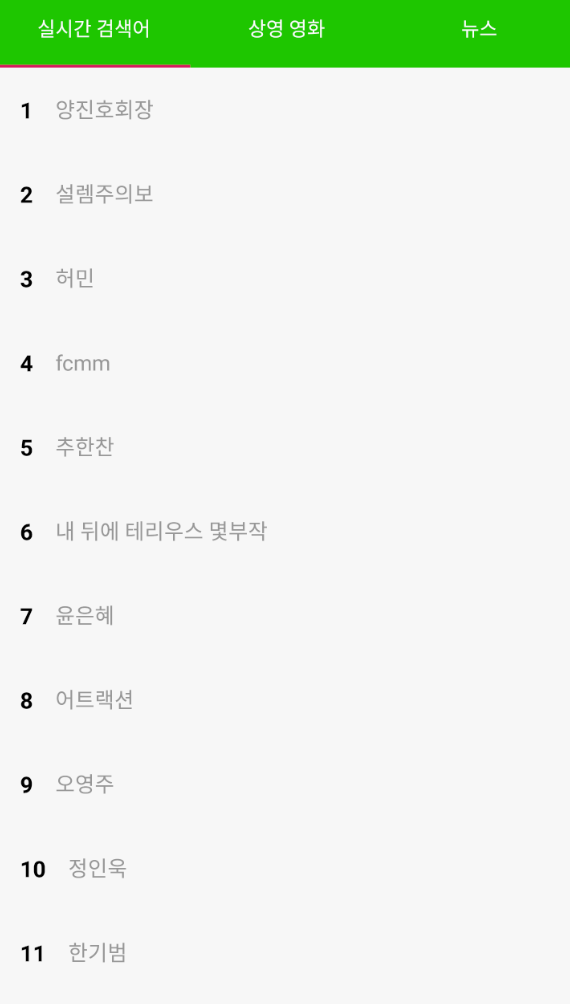 실시간 검색어 상영 영화 뉴스
1 양진호회장
2 설렘주의보
3 허민
4 fcmm
5 추한찬
6 내 뒤에 테리우스 몇부작
7 윤은혜
8 어트랙션
9 오영주
10 정인욱
11 한기범